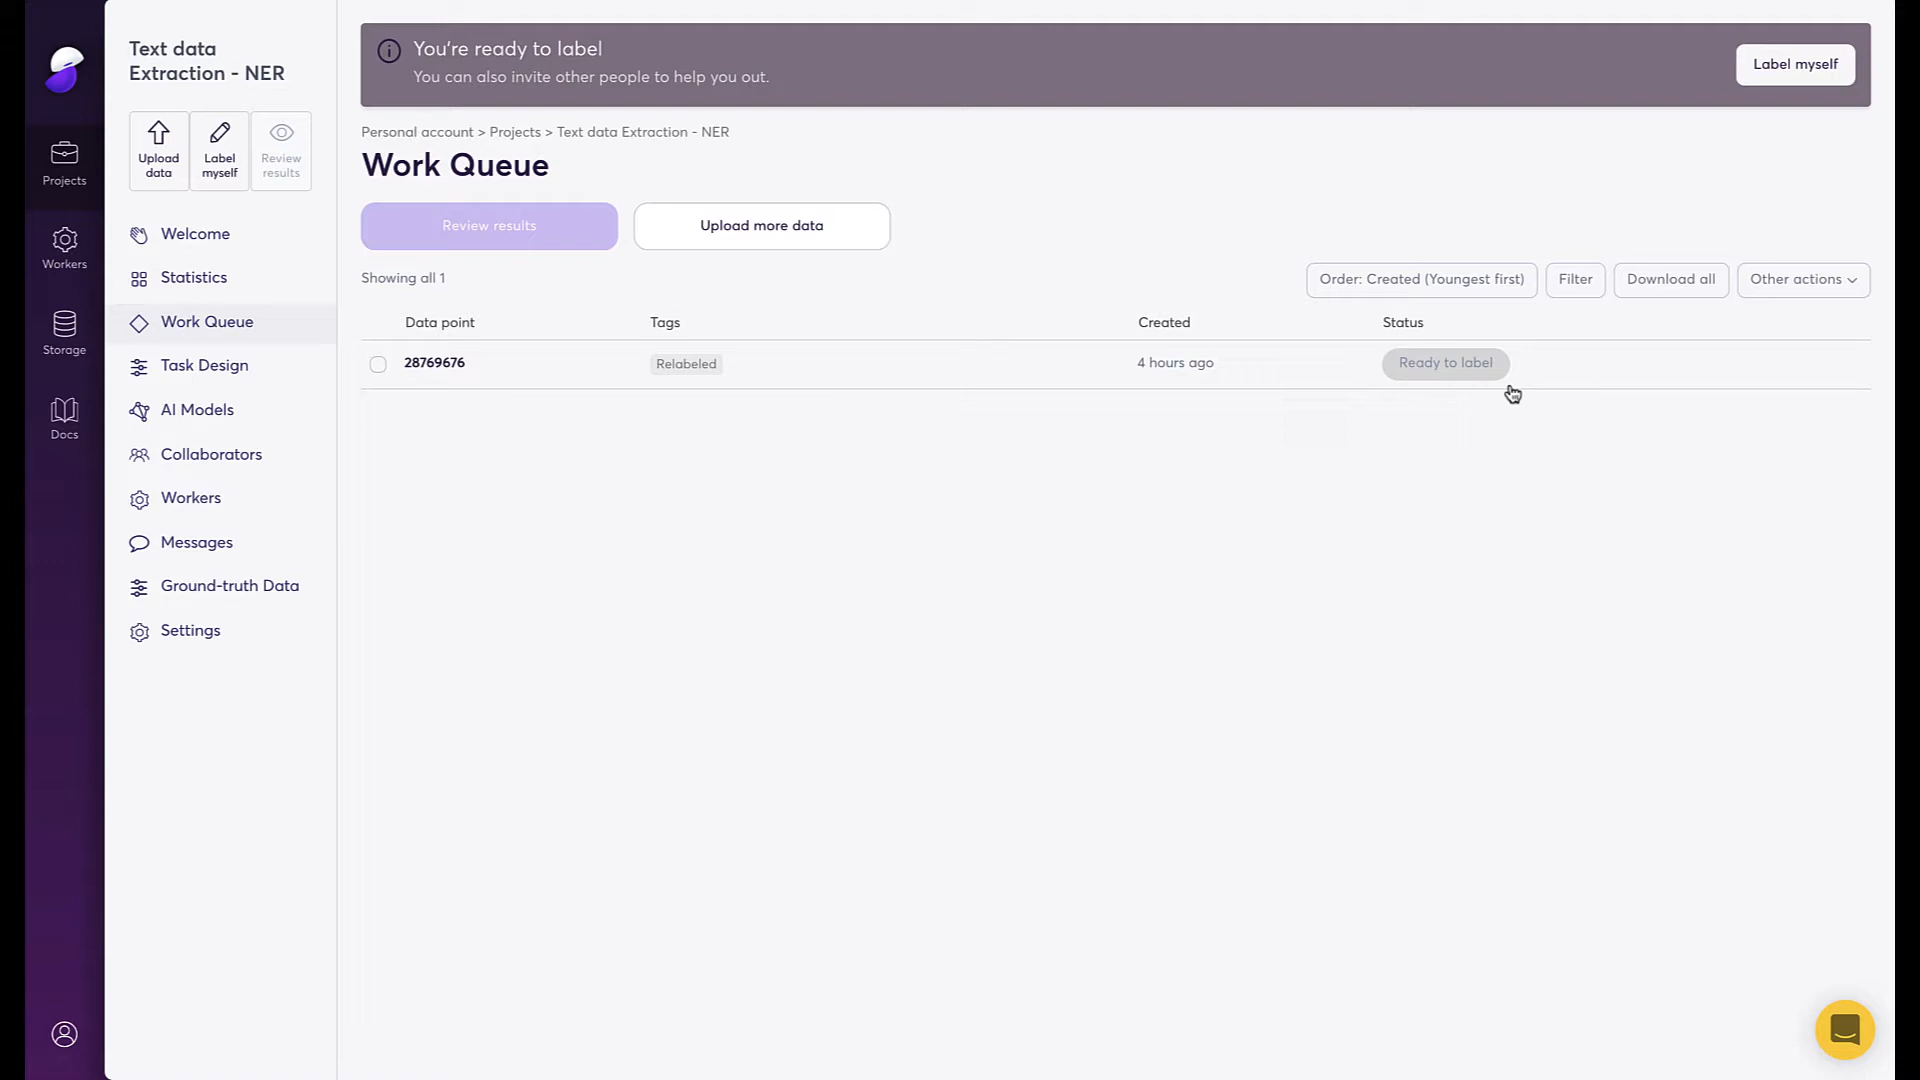 Projects
Workers
Storage
Docs
Text data
Extraction - NER
Upload
data
Label
myself
Review
results
Welcome
Statistics
Work Queue
Task Design
AI Models
Collaborators
Workers
Messages
Ground-truth Data
Settings
You're ready to label
You can also invite other people to help you out.
Label myself
Personal account > Projects > Text data Extraction - NER
Work Queue
Review results
Upload more data
Showing all 1
Order: Created (Youngest first)
Filter
Download all
Other actions
Data point Tags Created Status
28769676 Relabeled 4 hours ago Ready to label